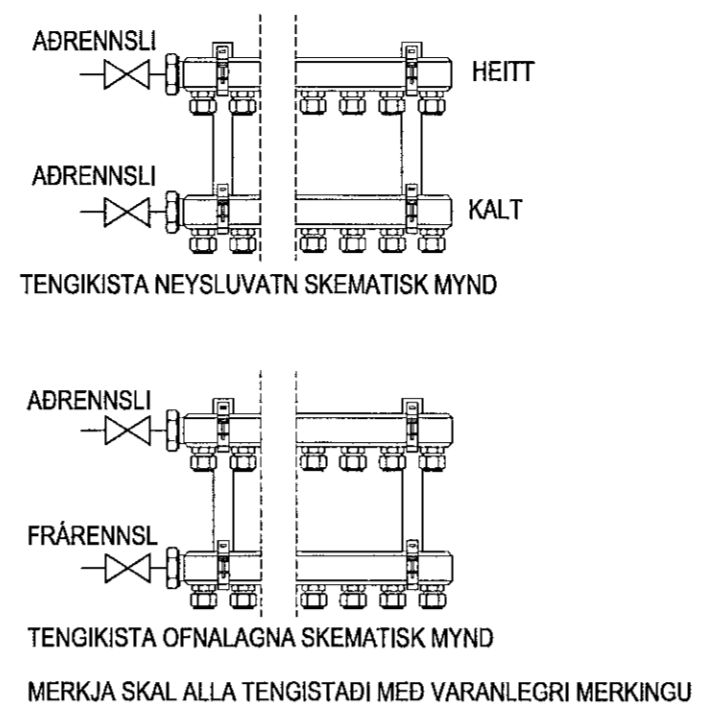 AÐRENNSLI
HEITT
AÐRENNSLI
KALT
TENGIKISTA NEYSLUVATN SKEMATISK MYND
AÐRENNSLI
FRÁRENNSL
TENGIKISTA OFNALAGNA SKEMATISK MYND
MERKJA SKAL ALLA TENGISTAÐI MEÐ VARANLEGRI MERKINGU